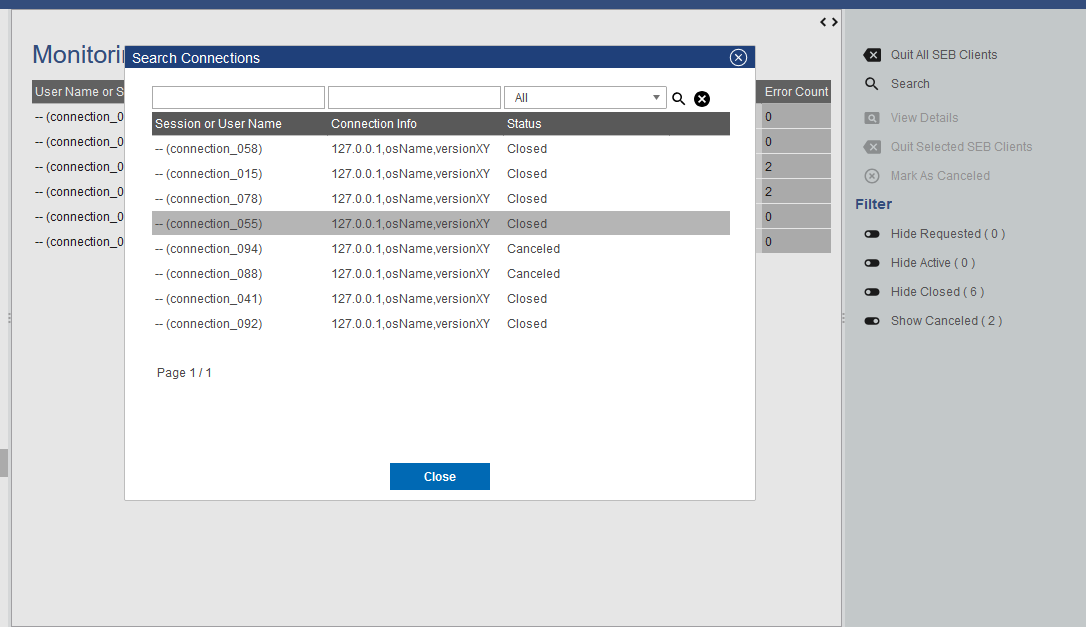 Monitorin
Search Connections
User Name or S
Error Count
-- (connection_0 0
-- (connection_0 0
-- (connection_0 2
-- (connection_0 2
-- (connection_0 0
-- (connection_0 0
All
Session or User Name Connection Info Status
-- (connection_058) 127.0.0.1,osName,versionXY Closed
-- (connection_015) 127.0.0.1,osName,versionXY Closed
-- (connection_078) 127.0.0.1,osName,versionXY Closed
-- (connection_055) 127.0.0.1,osName,versionXY Closed
-- (connection_094) 127.0.0.1,osName,versionXY Canceled
-- (connection_088) 127.0.0.1,osName,versionXY Canceled
-- (connection_041) 127.0.0.1,osName,versionXY Closed
-- (connection_092) 127.0.0.1,osName,versionXY Closed
Page 1 / 1
Close
Quit All SEB Clients
Search
View Details
Quit Selected SEB Clients
Mark As Canceled
Filter
Hide Requested ( 0 )
Hide Active ( 0 )
Hide Closed ( 6 )
Show Canceled ( 2 )